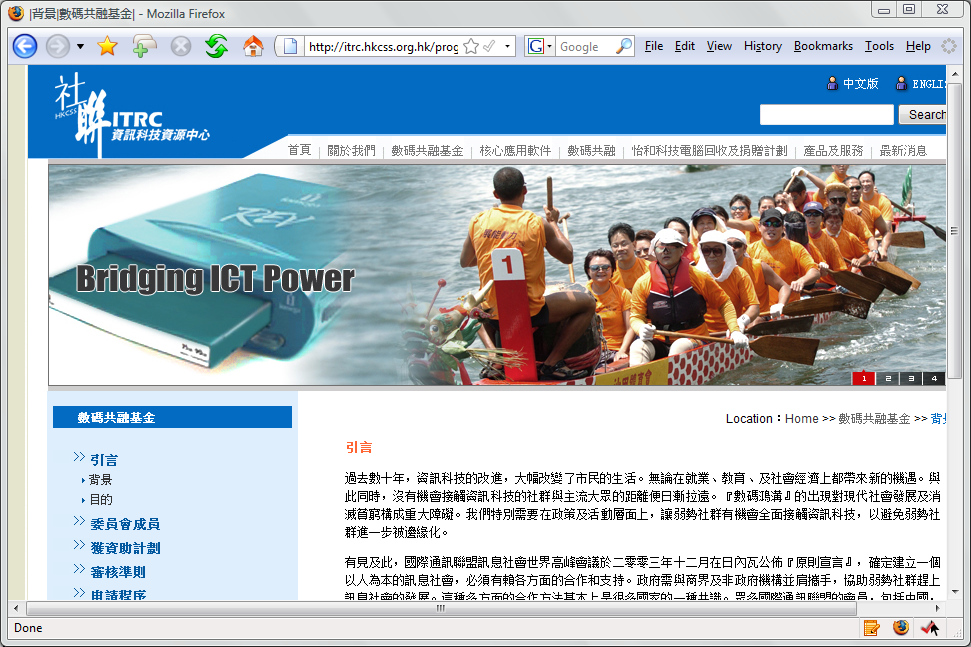 |背景|數碼共融基金| - Mozilla Firefox
http://itrc.hkcss.org.hk/prog
Google
File Edit View History Bookmarks Tools Help
中文版 ENGLI
社聯
HKCSS
ITRC
資訊科技資源中心
Search
首頁 | 關於我們 | 數碼共融基金 | 核心應用軟件 | 數碼共融 | 怡和科技電腦回收及捐贈計劃 | 產品及服務 | 最新消息
REV
Bridging ICT Power
1
1 2 3 4
數碼共融基金
Location：Home >> 數碼共融基金 >> 背
引言
背景
目的
委員會成員
獲資助計劃
審核準則
申請程序
引言
過去數十年，資訊科技的改進，大幅改變了市民的生活。無論在就業、教育、及社會經濟上都帶來新的機遇。與
此同時，沒有機會接觸資訊科技的社群與主流大眾的距離便日漸拉遠。『數碼鴻溝』的出現對現代社會發展及消
減貧窮構成重大障礙。我們特別需要在政策及活動層面上，讓弱勢社群有機會全面接觸資訊科技，以避免弱勢社
群進一步被邊緣化。
有見及此，國際通訊聯盟訊息社會世界高峰會議於二零零三年十二月在日內瓦公佈『原則宣言』，確定建立一個
以人為本的訊息社會，必須有賴各方面的合作和支持。政府需與商界及非政府機構並肩攜手，協助弱勢社群趕上
訊息社會的發展。這種多方面的合作方法基本上是很多國家的一種共識。眾多國際通訊聯盟的會員，包括中國，
Done